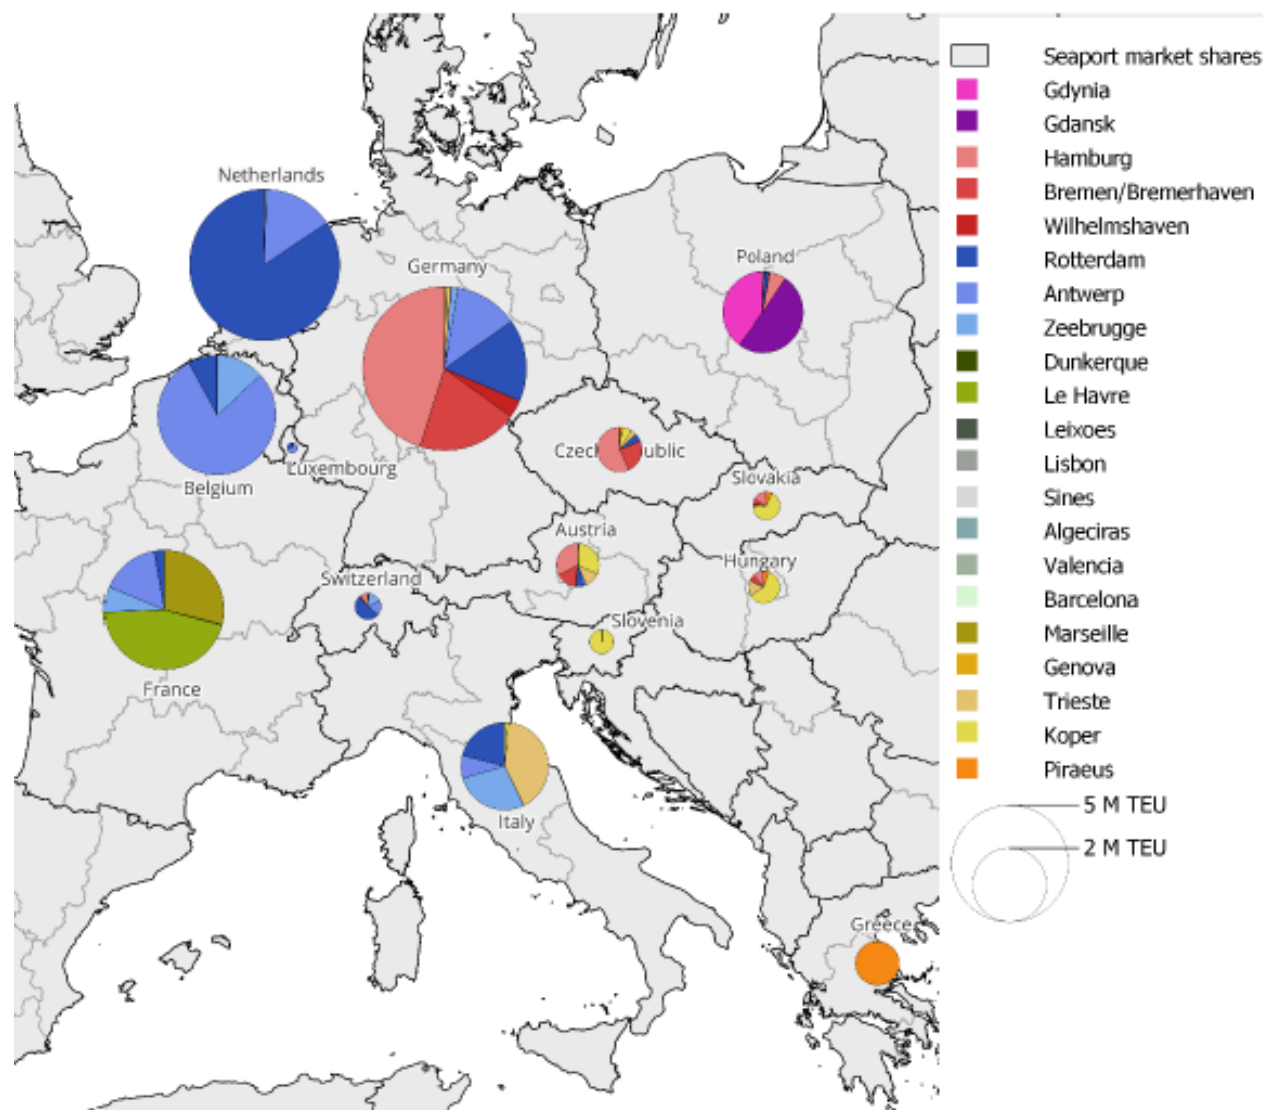 Netherlands
Germany
Poland
Belgium
Luxembourg
Czec ublic
Slovakia
Austria
Hungary
Switzerland
Slovenia
France
Italy
Greece
Seaport market shares
Gdynia
Gdansk
Hamburg
Bremen/Bremerhaven
Wilhelmshaven
Rotterdam
Antwerp
Zeebrugge
Dunkerque
Le Havre
Leixoes
Lisbon
Sines
Algeciras
Valencia
Barcelona
Marseille
Genova
Trieste
Koper
Piraeus
5 M TEU
2 M TEU